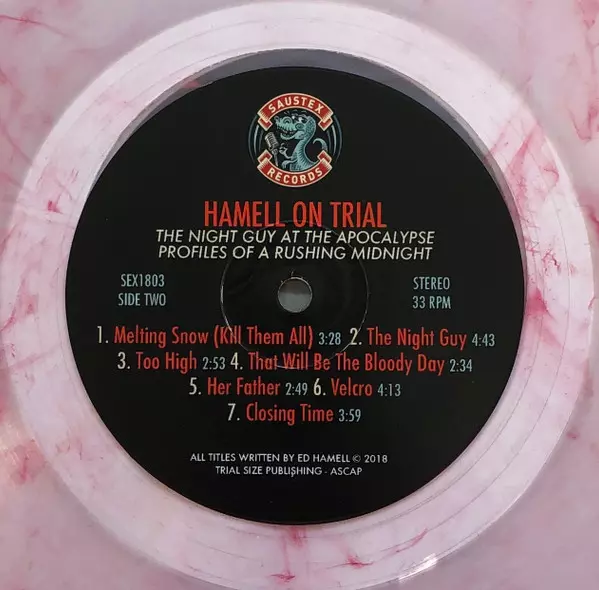 SAUSTEX
RECORDS
HAMELL ON TRIAL
THE NIGHT GUY AT THE APOCALYPSE
PROFILES OF A RUSHING MIDNIGHT
SEX1803
SIDE TWO
STEREO
33 RPM
1. Melting Snow (Kill Them All) 3:28 2. The Night Guy 4:43
3. Too High 2:53 4. That Will Be The Bloody Day 2:34
5. Her Father 2:49 6. Velcro 4:13
7. Closing Time 3:59
ALL TITLES WRITTEN BY ED HAMELL © 2018
TRIAL SIZE PUBLISHING - ASCAP